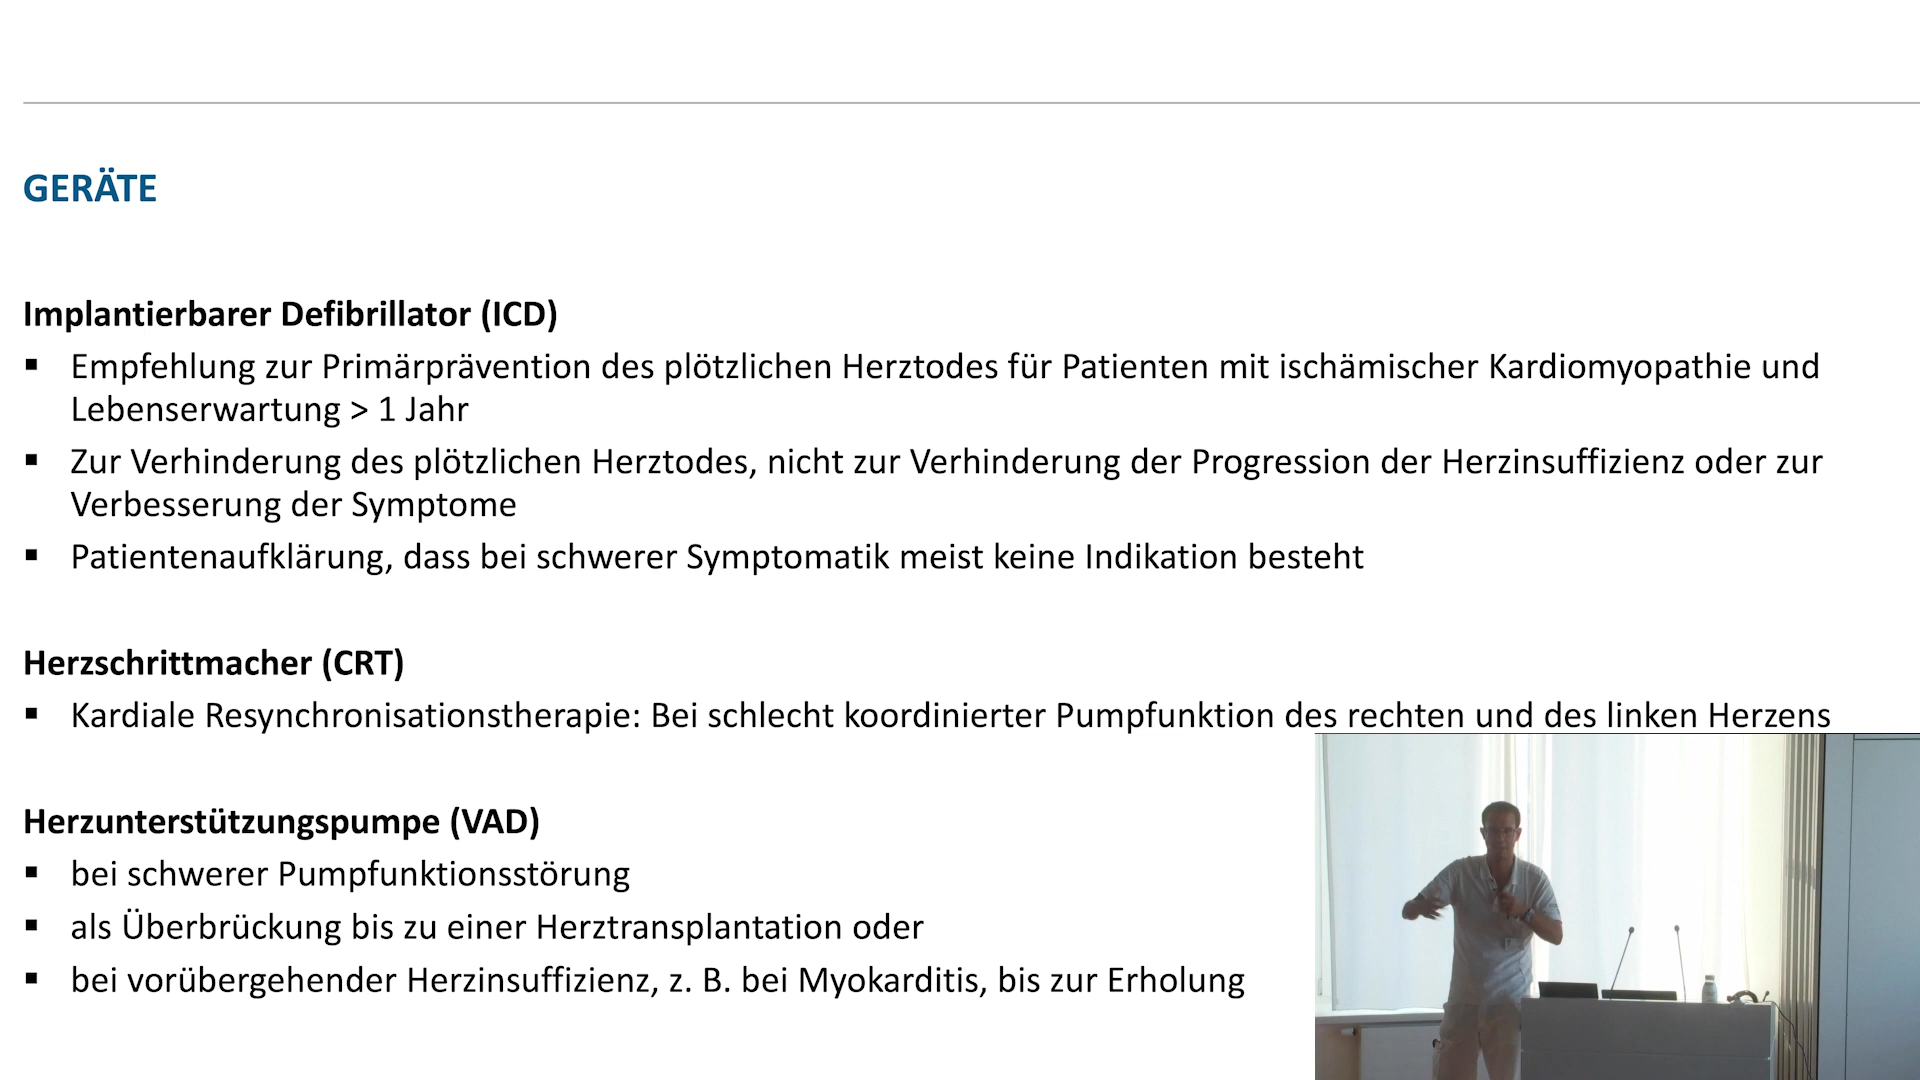 GERÄTE
Implantierbarer Defibrillator (ICD)
▪ Empfehlung zur Primärprävention des plötzlichen Herztodes für Patienten mit ischämischer Kardiomyopathie und
Lebenserwartung > 1 Jahr
▪ Zur Verhinderung des plötzlichen Herztodes, nicht zur Verhinderung der Progression der Herzinsuffizienz oder zur
Verbesserung der Symptome
▪ Patientenaufklärung, dass bei schwerer Symptomatik meist keine Indikation besteht
Herzschrittmacher (CRT)
▪ Kardiale Resynchronisationstherapie: Bei schlecht koordinierter Pumpfunktion des rechten und des linken Herzens
Herzunterstützungspumpe (VAD)
▪ bei schwerer Pumpfunktionsstörung
▪ als Überbrückung bis zu einer Herztransplantation oder
▪ bei vorübergehender Herzinsuffizienz, z. B. bei Myokarditis, bis zur Erholung